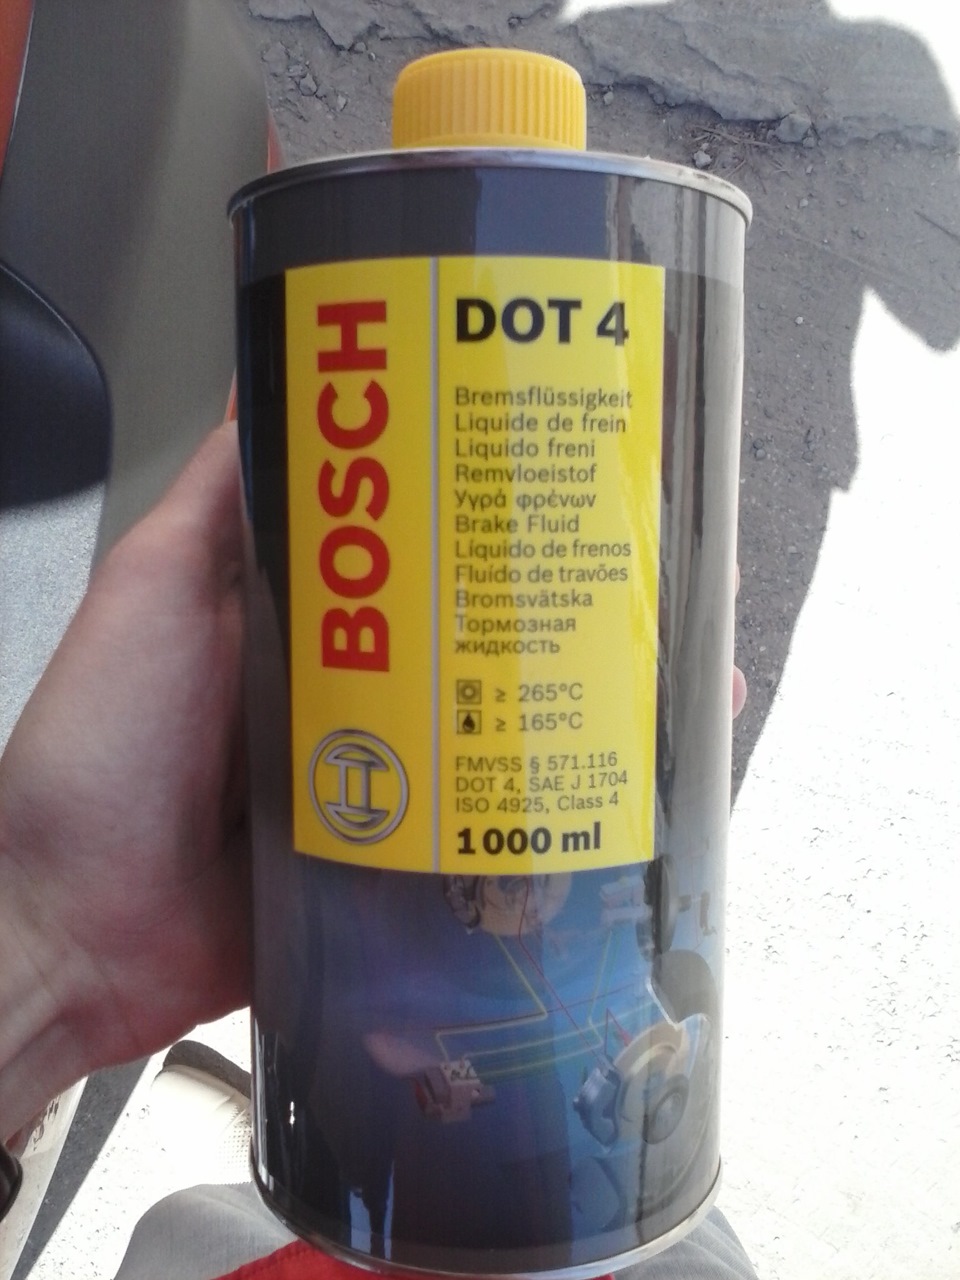 BOSCH
DOT 4
Bremsflüssigkeit
Liquide de frein
Liquido freni
Remvloeistof
Υγρά φρένων
Brake Fluid
Líquido de frenos
Fluído de travões
Bromsvätska
Тормозная
жидкость
≥ 265°C
≥ 165°C
FMVSS § 571.116
DOT 4, SAE J 1704
ISO 4925, Class 4
1000 ml